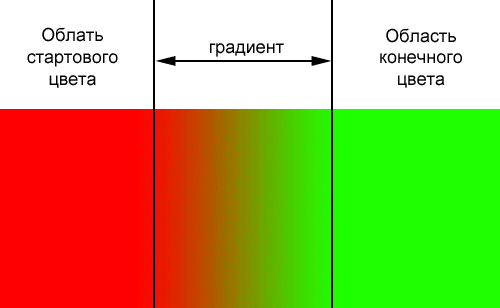 Облать
стартового
цвета
градиент
Область
конечного
цвета